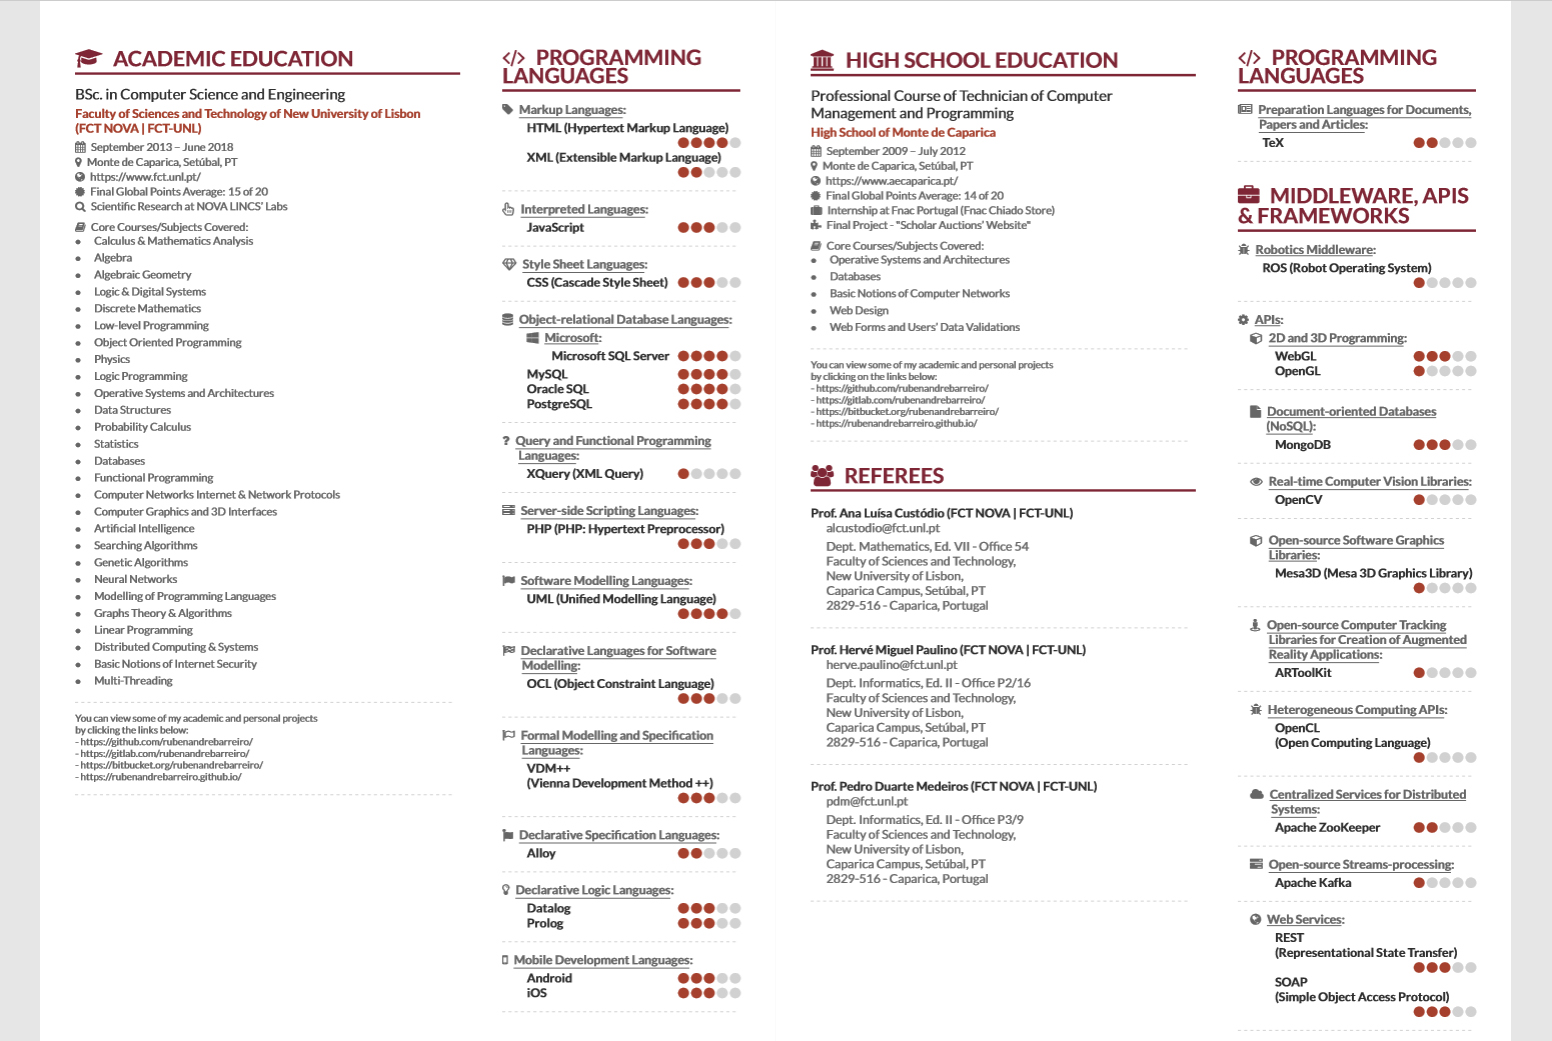 ACADEMIC EDUCATION
BSc. in Computer Science and Engineering
Faculty of Sciences and Technology of New University of Lisbon
(FCT NOVA | FCT-UNL)
September 2013 – June 2018
Monte de Caparica, Setúbal, PT
https://www.fct.unl.pt/
Final Global Points Average: 15 of 20
Scientific Research at NOVA LINCS' Labs
Core Courses/Subjects Covered:
• Calculus & Mathematics Analysis
• Algebra
• Algebraic Geometry
• Logic & Digital Systems
• Discrete Mathematics
• Low-level Programming
• Object Oriented Programming
• Physics
• Logic Programming
• Operative Systems and Architectures
• Data Structures
• Probability Calculus
• Statistics
• Databases
• Functional Programming
• Computer Networks Internet & Network Protocols
• Computer Graphics and 3D Interfaces
• Artificial Intelligence
• Searching Algorithms
• Genetic Algorithms
• Neural Networks
• Modelling of Programming Languages
• Graphs Theory & Algorithms
• Linear Programming
• Distributed Computing & Systems
• Basic Notions of Internet Security
• Multi-Threading
You can view some of my academic and personal projects
by clicking the links below:
- https://github.com/rubenandrebarreiro/
- https://gitlab.com/rubenandrebarreiro/
- https://bitbucket.org/rubenandrebarreiro/
- https://rubenandrebarreiro.github.io/
</> PROGRAMMING
LANGUAGES
Markup Languages:
HTML (Hypertext Markup Language)
XML (Extensible Markup Language)
Interpreted Languages:
JavaScript
Style Sheet Languages:
CSS (Cascade Style Sheet)
Object-relational Database Languages:
Microsoft:
Microsoft SQL Server
MySQL
Oracle SQL
PostgreSQL
? Query and Functional Programming
Languages:
XQuery (XML Query)
Server-side Scripting Languages:
PHP (PHP: Hypertext Preprocessor)
Software Modelling Languages:
UML (Unified Modelling Language)
Declarative Languages for Software
Modelling:
OCL (Object Constraint Language)
Formal Modelling and Specification
Languages:
VDM++
(Vienna Development Method ++)
Declarative Specification Languages:
Alloy
Declarative Logic Languages:
Datalog
Prolog
Mobile Development Languages:
Android
iOS
HIGH SCHOOL EDUCATION
Professional Course of Technician of Computer
Management and Programming
High School of Monte de Caparica
September 2009 – July 2012
Monte de Caparica, Setúbal, PT
https://www.aecaparica.pt/
Final Global Points Average: 14 of 20
Internship at Fnac Portugal (Fnac Chiado Store)
Final Project - "Scholar Auctions' Website"
Core Courses/Subjects Covered:
• Operative Systems and Architectures
• Databases
• Basic Notions of Computer Networks
• Web Design
• Web Forms and Users' Data Validations
You can view some of my academic and personal projects
by clicking on the links below:
- https://github.com/rubenandrebarreiro/
- https://gitlab.com/rubenandrebarreiro/
- https://bitbucket.org/rubenandrebarreiro/
- https://rubenandrebarreiro.github.io/
REFEREES
Prof. Ana Luísa Custódio (FCT NOVA | FCT-UNL)
alcustodio@fct.unl.pt
Dept. Mathematics, Ed. VII - Office 54
Faculty of Sciences and Technology,
New University of Lisbon,
Caparica Campus, Setúbal, PT
2829-516 - Caparica, Portugal
Prof. Hervé Miguel Paulino (FCT NOVA | FCT-UNL)
herve.paulino@fct.unl.pt
Dept. Informatics, Ed. II - Office P2/16
Faculty of Sciences and Technology,
New University of Lisbon,
Caparica Campus, Setúbal, PT
2829-516 - Caparica, Portugal
Prof. Pedro Duarte Medeiros (FCT NOVA | FCT-UNL)
pdm@fct.unl.pt
Dept. Informatics, Ed. II - Office P3/9
Faculty of Sciences and Technology,
New University of Lisbon,
Caparica Campus, Setúbal, PT
2829-516 - Caparica, Portugal
</> PROGRAMMING
LANGUAGES
Preparation Languages for Documents,
Papers and Articles:
TeX
MIDDLEWARE, APIS
& FRAMEWORKS
Robotics Middleware:
ROS (Robot Operating System)
APIs:
2D and 3D Programming:
WebGL
OpenGL
Document-oriented Databases
(NoSQL):
MongoDB
Real-time Computer Vision Libraries:
OpenCV
Open-source Software Graphics
Libraries:
Mesa3D (Mesa 3D Graphics Library)
Open-source Computer Tracking
Libraries for Creation of Augmented
Reality Applications:
ARToolKit
Heterogeneous Computing APIs:
OpenCL
(Open Computing Language)
Centralized Services for Distributed
Systems:
Apache ZooKeeper
Open-source Streams-processing:
Apache Kafka
Web Services:
REST
(Representational State Transfer)
SOAP
(Simple Object Access Protocol)